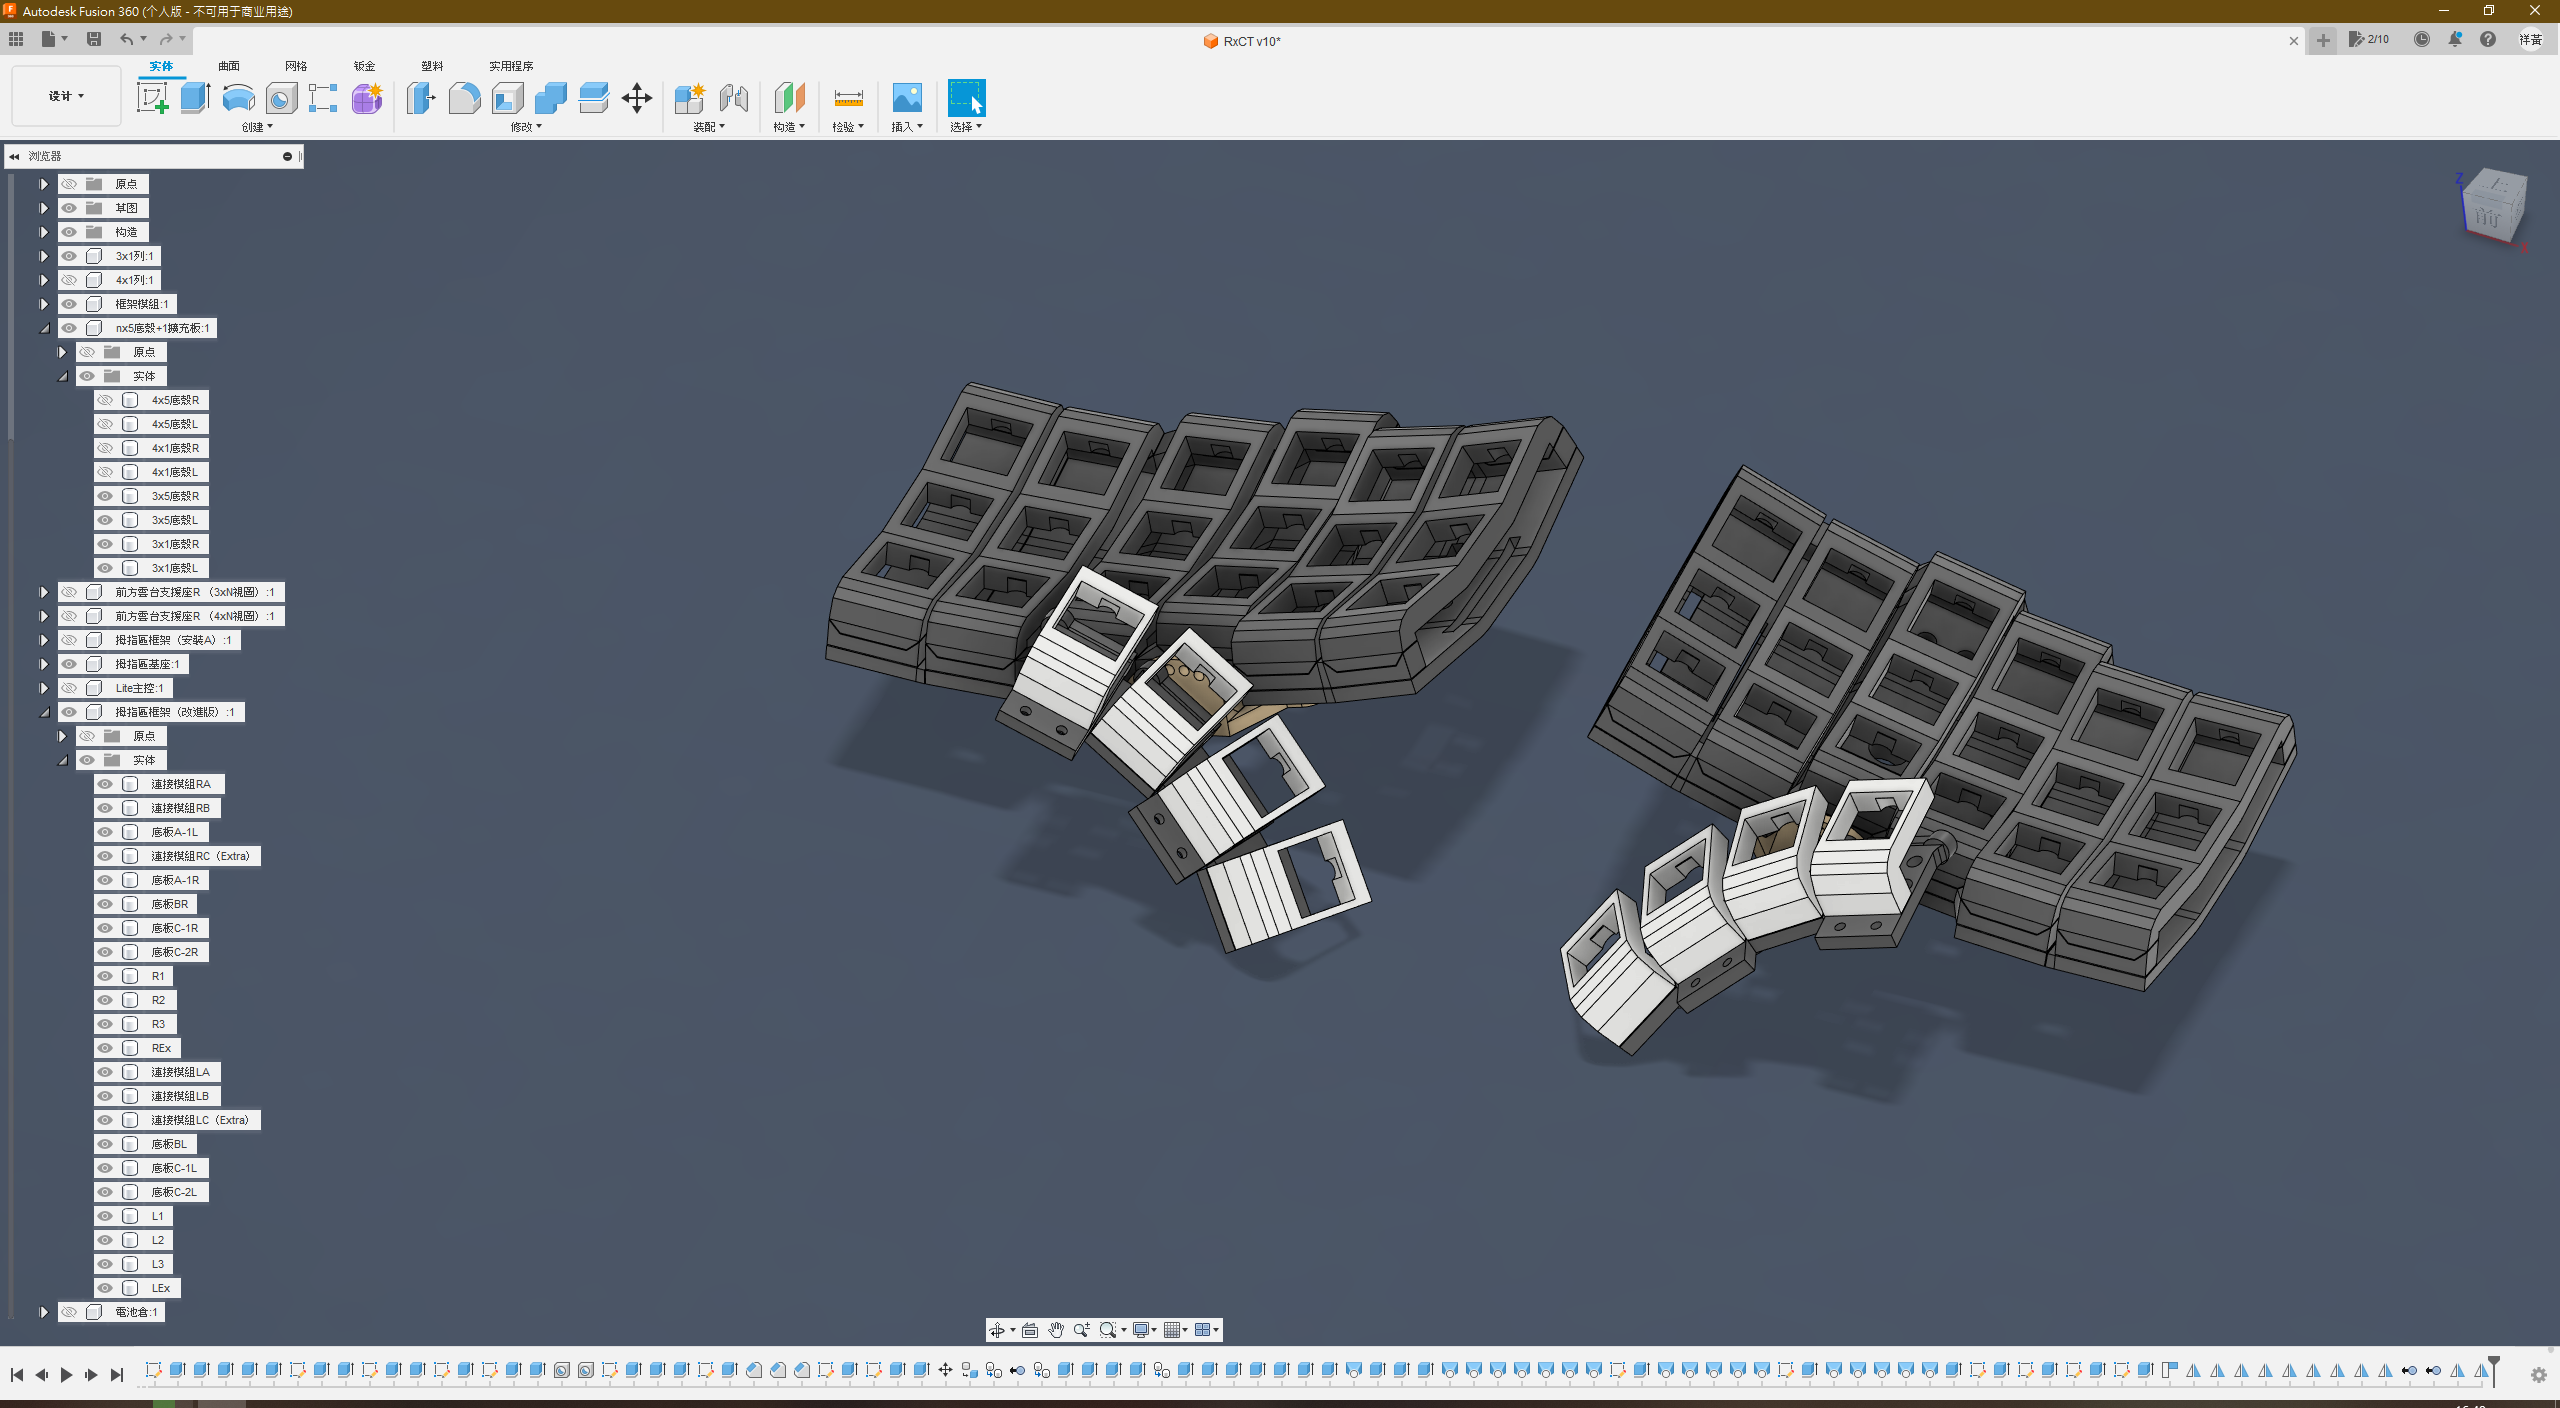 Autodesk Fusion 360 (个人版 - 不可用于商业用途)
RxCT v10*
2/10
祥黃
设计
实体 曲面 网格 钣金 塑料 实用程序
创建 修改 装配 构造 检验 插入 选择
浏览器
原点
草图
构造
3x1列:1
4x1列:1
框架模組:1
nx5底殼+1擴充板:1
原点
实体
4x5底殼R
4x5底殼L
4x1底殼R
4x1底殼L
3x5底殼R
3x5底殼L
3x1底殼R
3x1底殼L
前方雲台支援座R（3xN視圖）:1
前方雲台支援座R（4xN視圖）:1
拇指區框架（安裝A）:1
拇指區基座:1
Lite主控:1
拇指區框架（改進版）:1
原点
实体
連接模組RA
連接模組RB
底板A-1L
連接模組RC（Extra）
底板A-1R
底板BR
底板C-1R
底板C-2R
R1
R2
R3
REx
連接模組LA
連接模組LB
連接模組LC（Extra）
底板BL
底板C-1L
底板C-2L
L1
L2
L3
LEx
電池倉:1
Z
上
前
X